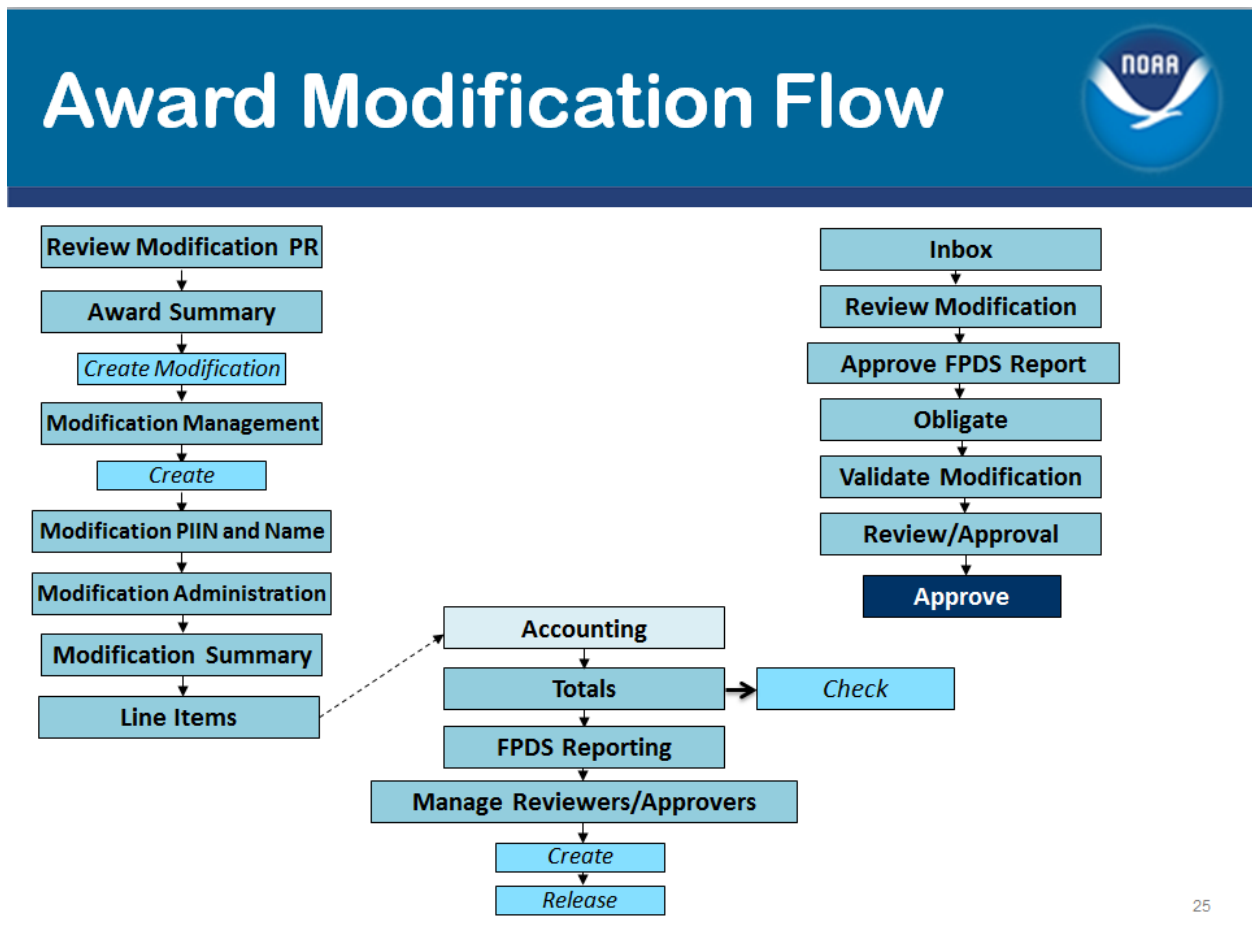 Award Modification Flow
NOAA
Review Modification PR
Award Summary
Create Modification
Modification Management
Create
Modification PIIN and Name
Modification Administration
Modification Summary
Line Items
Accounting
Totals
Check
FPDS Reporting
Manage Reviewers/Approvers
Create
Release
Inbox
Review Modification
Approve FPDS Report
Obligate
Validate Modification
Review/Approval
Approve
25